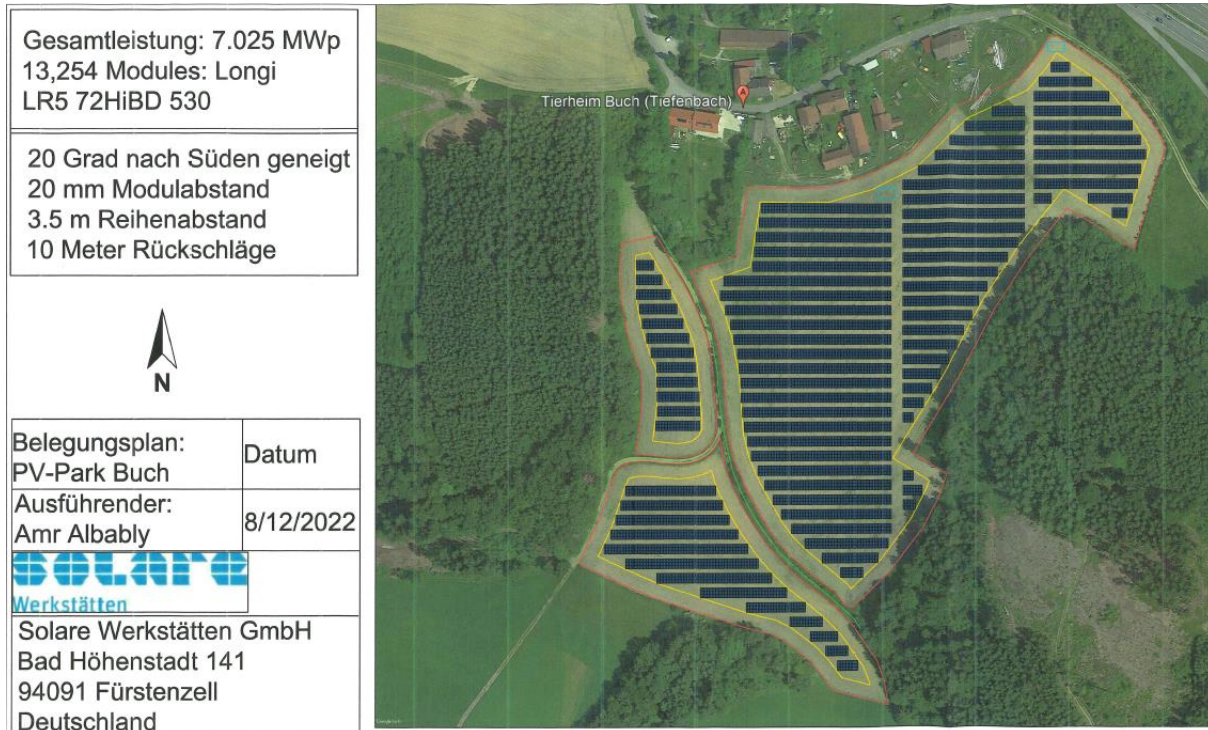 Gesamtleistung: 7.025 MWp
13,254 Modules: Longi
LR5 72HiBD 530
20 Grad nach Süden geneigt
20 mm Modulabstand
3.5 m Reihenabstand
10 Meter Rückschläge
N
Belegungsplan:
PV-Park Buch
Datum
Ausführender:
Amr Albably
8/12/2022
solare
Werkstätten
Solare Werkstätten GmbH
Bad Höhenstadt 141
94091 Fürstenzell
Deutschland
A
Tierheim Buch (Tiefenbach)